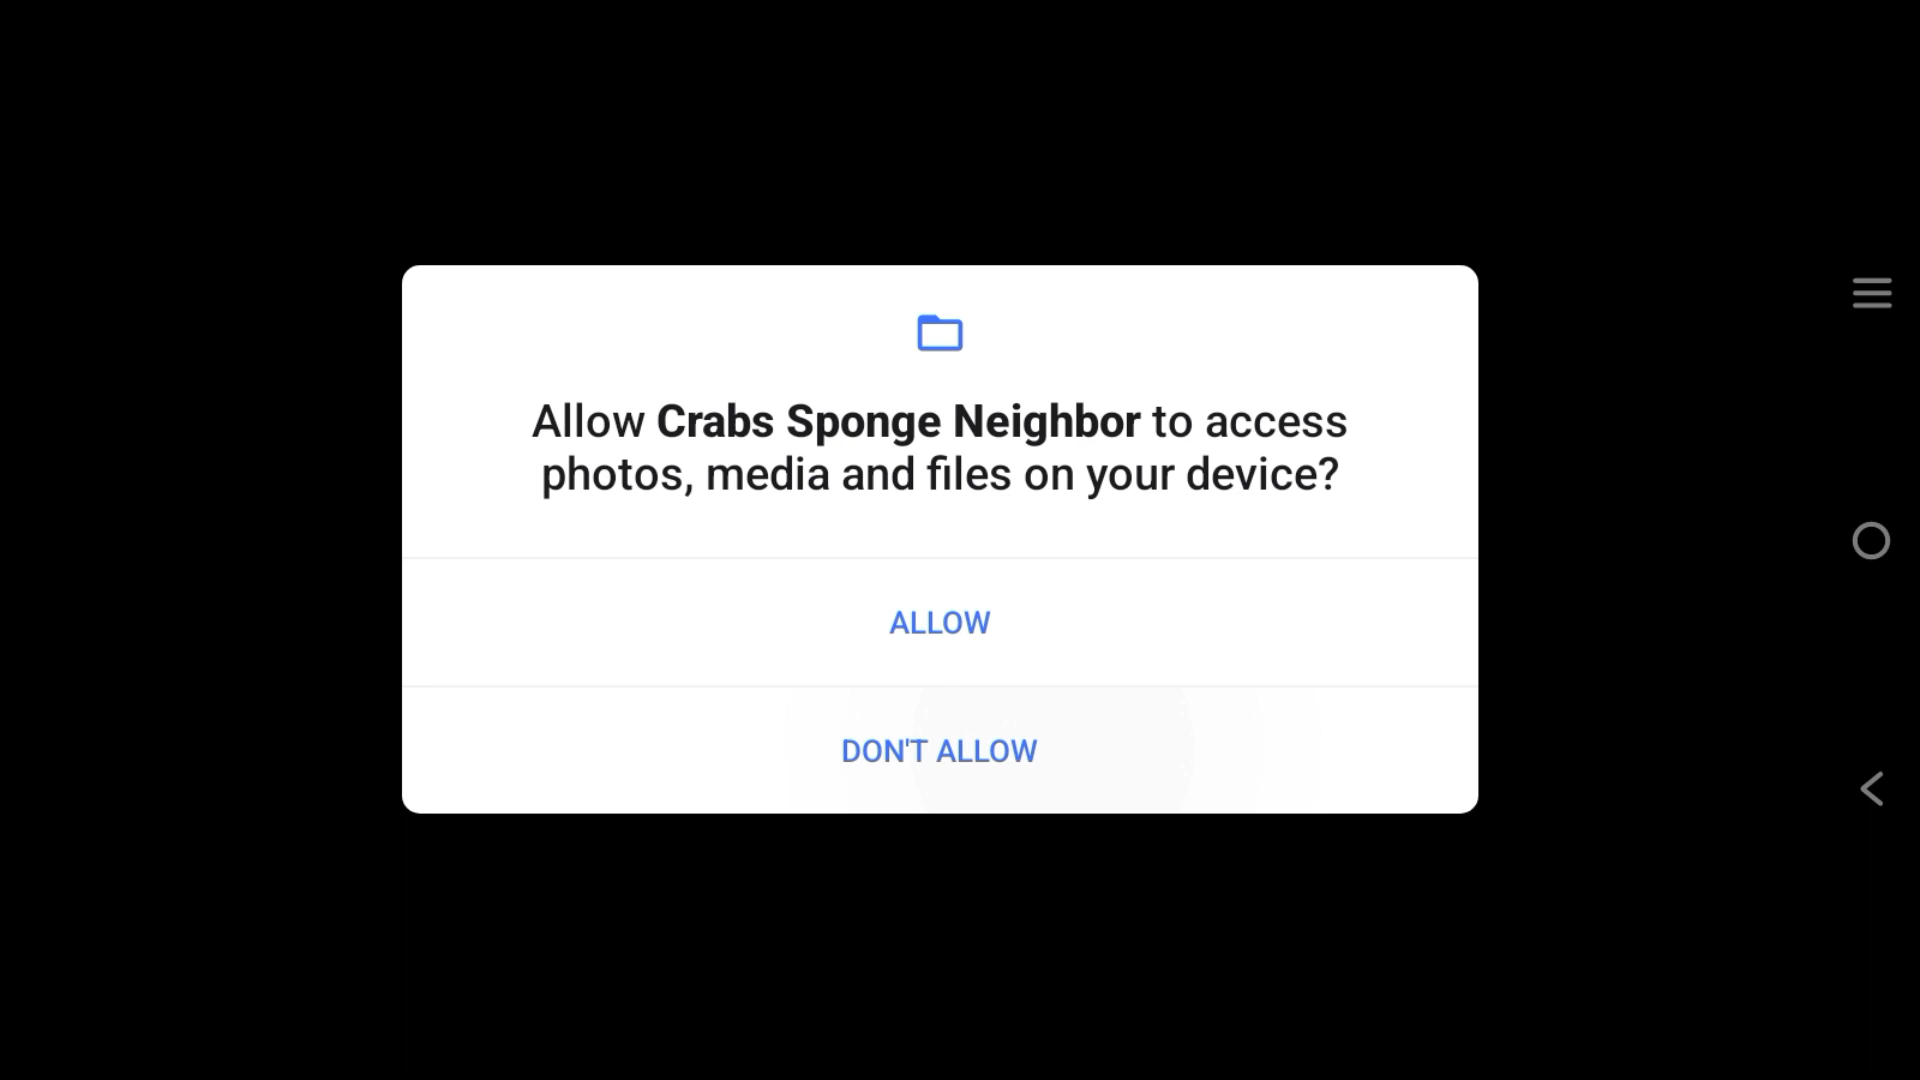 Allow Crabs Sponge Neighbor to access
photos, media and files on your device?
ALLOW
DON'T ALLOW